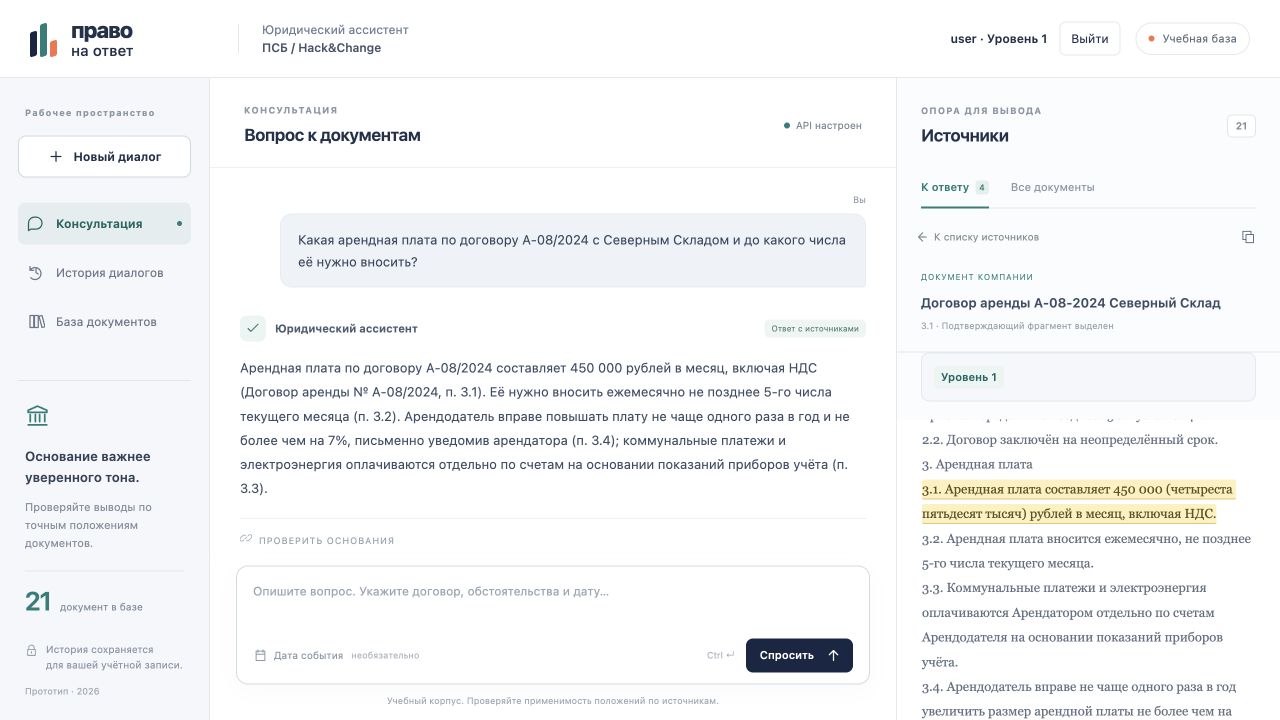 право
на ответ
Юридический ассистент
ПСБ / Hack&Change
user · Уровень 1
Выйти
Учебная база
Рабочее пространство
Новый диалог
Консультация
История диалогов
База документов
Основание важнее
уверенного тона.
Проверяйте выводы по
точным положениям
документов.
21 документ в базе
История сохраняется
для вашей учётной записи.
Прототип · 2026
КОНСУЛЬТАЦИЯ
Вопрос к документам
API настроен
Вы
Какая арендная плата по договору А-08/2024 с Северным Складом и до какого числа
её нужно вносить?
Юридический ассистент
Ответ с источниками
Арендная плата по договору А-08/2024 составляет 450 000 рублей в месяц, включая НДС
(Договор аренды № А-08/2024, п. 3.1). Её нужно вносить ежемесячно не позднее 5-го числа
текущего месяца (п. 3.2). Арендодатель вправе повышать плату не чаще одного раза в год и не
более чем на 7%, письменно уведомив арендатора (п. 3.4); коммунальные платежи и
электроэнергия оплачиваются отдельно по счетам на основании показаний приборов учёта (п.
3.3).
ПРОВЕРИТЬ ОСНОВАНИЯ
Опишите вопрос. Укажите договор, обстоятельства и дату…
Дата события необязательно
Ctrl ↵
Спросить
Учебный корпус. Проверяйте применимость положений по источникам.
ОПОРА ДЛЯ ВЫВОДА
Источники
21
К ответу 4
Все документы
К списку источников
ДОКУМЕНТ КОМПАНИИ
Договор аренды А-08-2024 Северный Склад
3.1 · Подтверждающий фрагмент выделен
Уровень 1
2.2. Договор заключён на неопределённый срок.
3. Арендная плата
3.1. Арендная плата составляет 450 000 (четыреста
пятьдесят тысяч) рублей в месяц, включая НДС.
3.2. Арендная плата вносится ежемесячно, не позднее
5-го числа текущего месяца.
3.3. Коммунальные платежи и электроэнергия
оплачиваются Арендатором отдельно по счетам
Арендодателя на основании показаний приборов
учёта.
3.4. Арендодатель вправе не чаще одного раза в год
увеличить размер арендной платы не более чем на